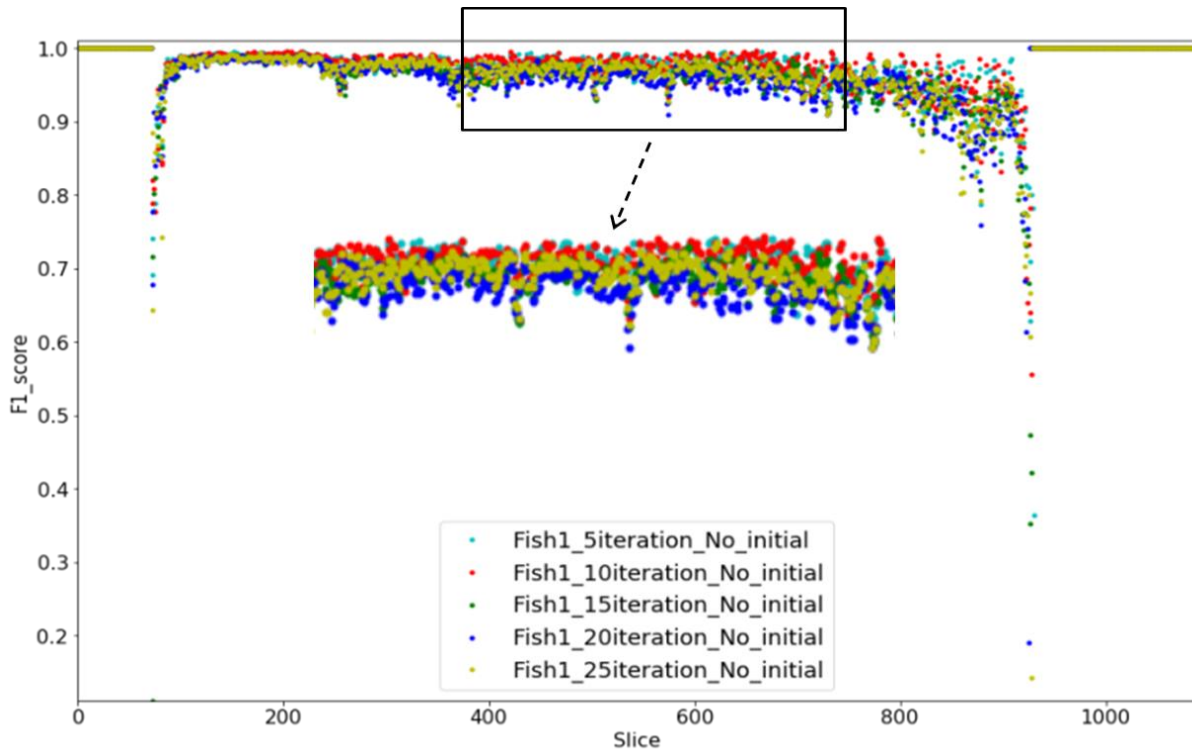 1.0
0.9
0.8
0.7
0.6
0.5
0.4
0.3
0.2
F1_score
Fish1_5iteration_No_initial
Fish1_10iteration_No_initial
Fish1_15iteration_No_initial
Fish1_20iteration_No_initial
Fish1_25iteration_No_initial
0 200 400 600 800 1000
Slice